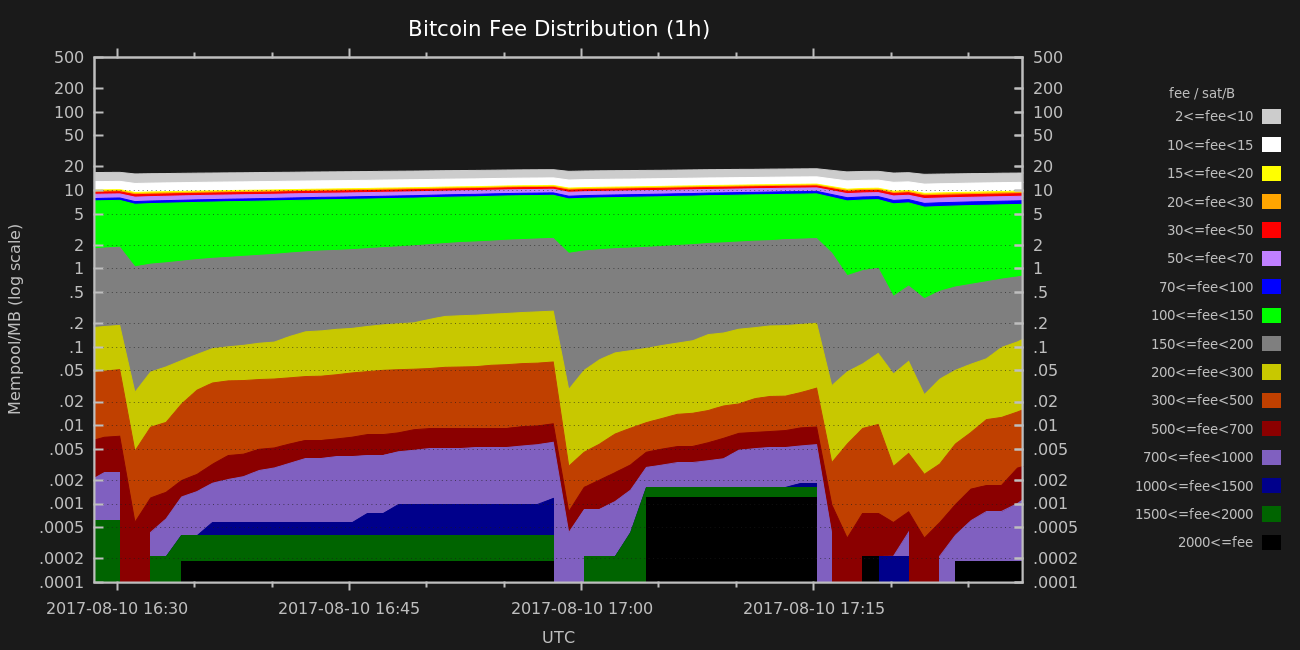 Bitcoin Fee Distribution (1h)
500
200
100
50
20
10
5
2
1
.5
.2
.1
.05
.02
.01
.005
.002
.001
.0005
.0002
.0001
Mempool/MB (log scale)
500
200
100
50
20
10
5
2
1
.5
.2
.1
.05
.02
.01
.005
.002
.001
.0005
.0002
.0001
2017-08-10 16:30 2017-08-10 16:45 2017-08-10 17:00 2017-08-10 17:15
UTC
fee / sat/B
2<=fee<10
10<=fee<15
15<=fee<20
20<=fee<30
30<=fee<50
50<=fee<70
70<=fee<100
100<=fee<150
150<=fee<200
200<=fee<300
300<=fee<500
500<=fee<700
700<=fee<1000
1000<=fee<1500
1500<=fee<2000
2000<=fee